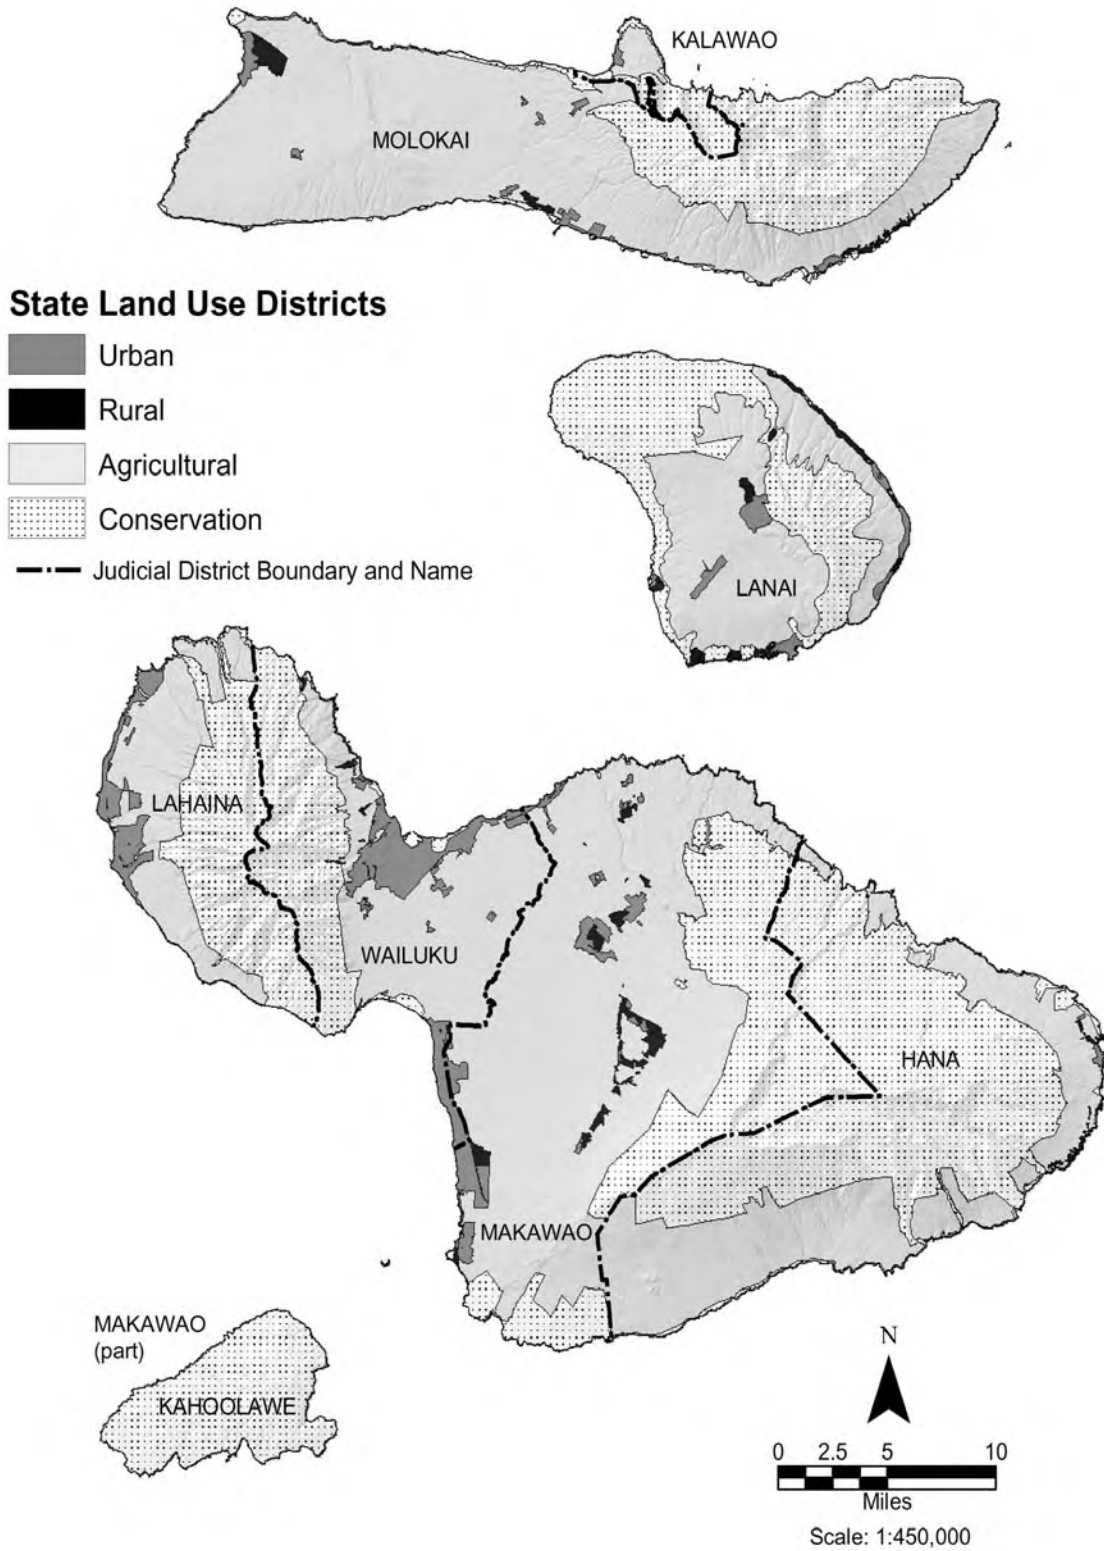 KALAWAO
MOLOKAI
State Land Use Districts
Urban
Rural
Agricultural
Conservation
Judicial District Boundary and Name
LANAI
LAHAINA
WAILUKU
HANA
MAKAWAO
MAKAWAO
(part)
KAHOOLAWE
N
0 2.5 5 10
Miles
Scale: 1:450,000